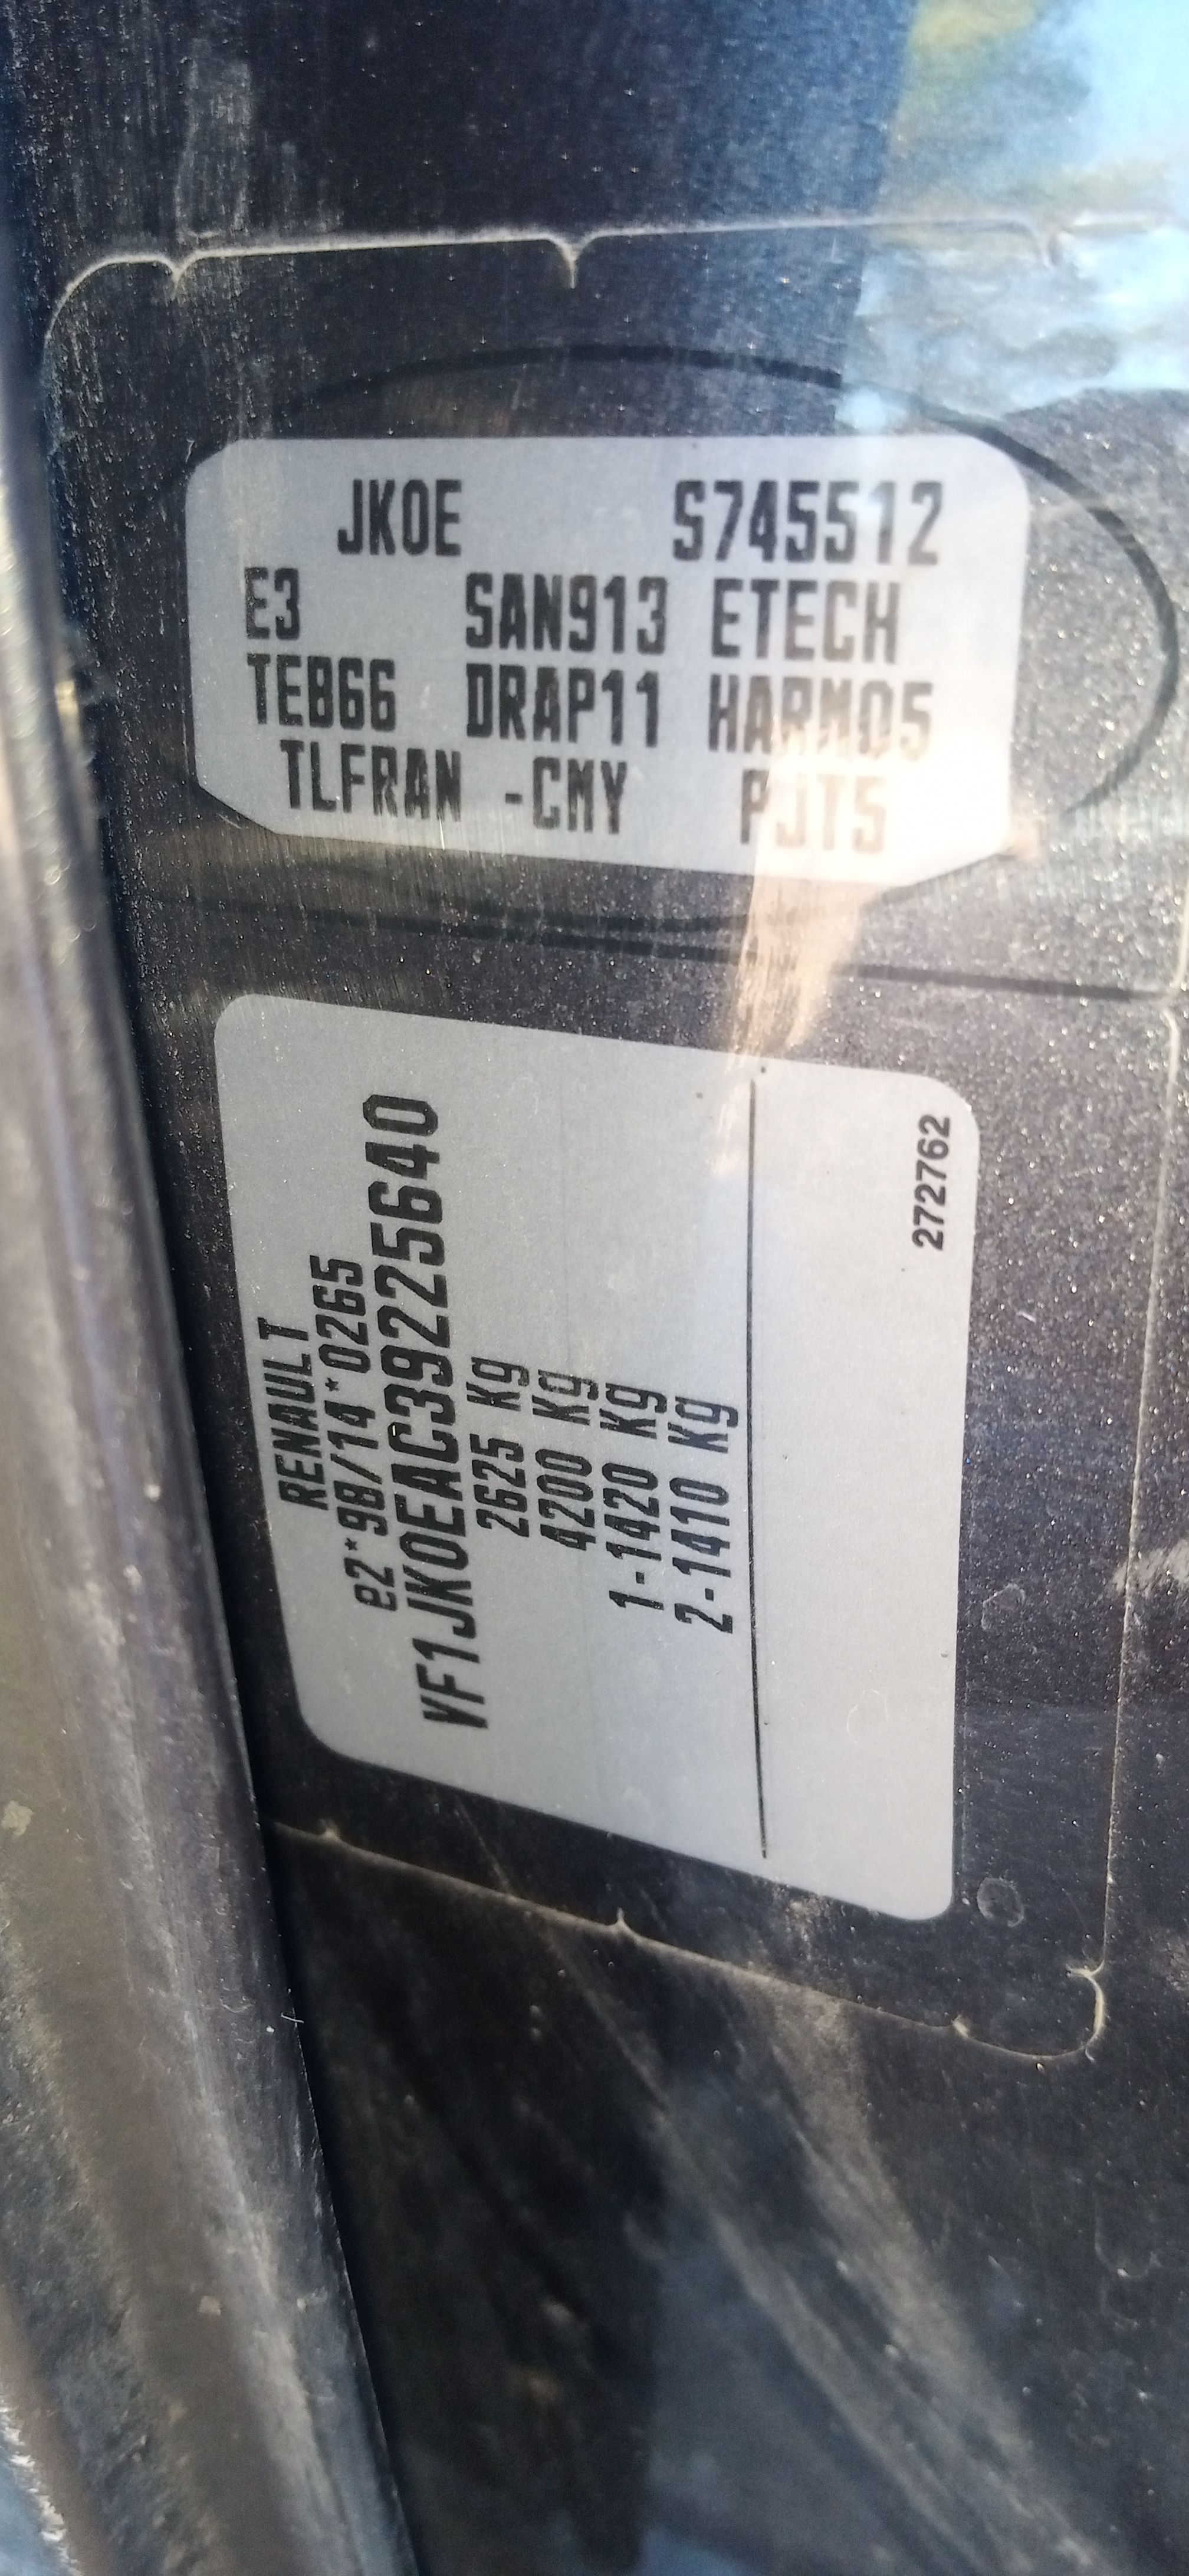 JK0E S745512
E3 SAN913 ETECH
TEB66 DRAP11 HARM05
TLFRAN -CMY PJT5
RENAULT
e2*98/14*0265
VF1JK0EAC39225640
2625 Kg
4200 Kg
1-1420 Kg
2-1410 Kg
272762